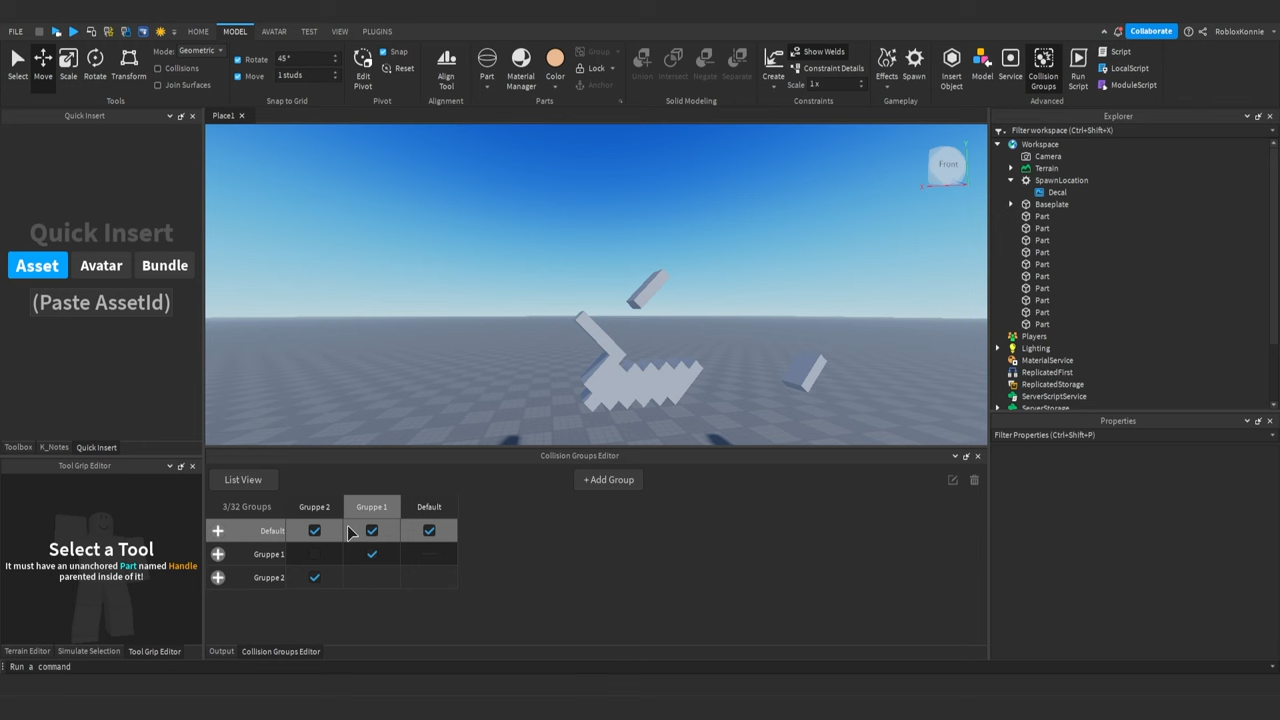 FILE HOME MODEL AVATAR TEST VIEW PLUGINS Collaborate RobloxKonnie
Select Move Scale Rotate Transform
Mode: Geometric
Collisions
Join Surfaces
Tools
Rotate 45°
Move 1 studs
Snap to Grid
Edit Pivot
Snap
Reset
Pivot
Align Tool
Alignment
Part Material Manager Color
Group
Lock
Anchor
Parts
Union Intersect Negate Separate
Solid Modeling
Create
Show Welds
Constraint Details
Scale 1x
Constraints
Effects Spawn
Gameplay
Insert Object Model Service Collision Groups Run Script
Script
LocalScript
ModuleScript
Advanced
Quick Insert
Quick Insert
Asset Avatar Bundle
(Paste AssetId)
Toolbox K_Notes Quick Insert
Tool Grip Editor
Select a Tool
It must have an unanchored Part named Handle
parented inside of it!
Terrain Editor Simulate Selection Tool Grip Editor
Place1
Front
Y
X
Collision Groups Editor
List View + Add Group
3/32 Groups Gruppe 2 Gruppe 1 Default
Default
Gruppe 1
Gruppe 2
Output Collision Groups Editor
Run a command
Explorer
Filter workspace (Ctrl+Shift+X)
Workspace
Camera
Terrain
SpawnLocation
Decal
Baseplate
Part
Part
Part
Part
Part
Part
Part
Part
Part
Part
Players
Lighting
MaterialService
ReplicatedFirst
ReplicatedStorage
ServerScriptService
ServerStorage
Properties
Filter Properties (Ctrl+Shift+P)